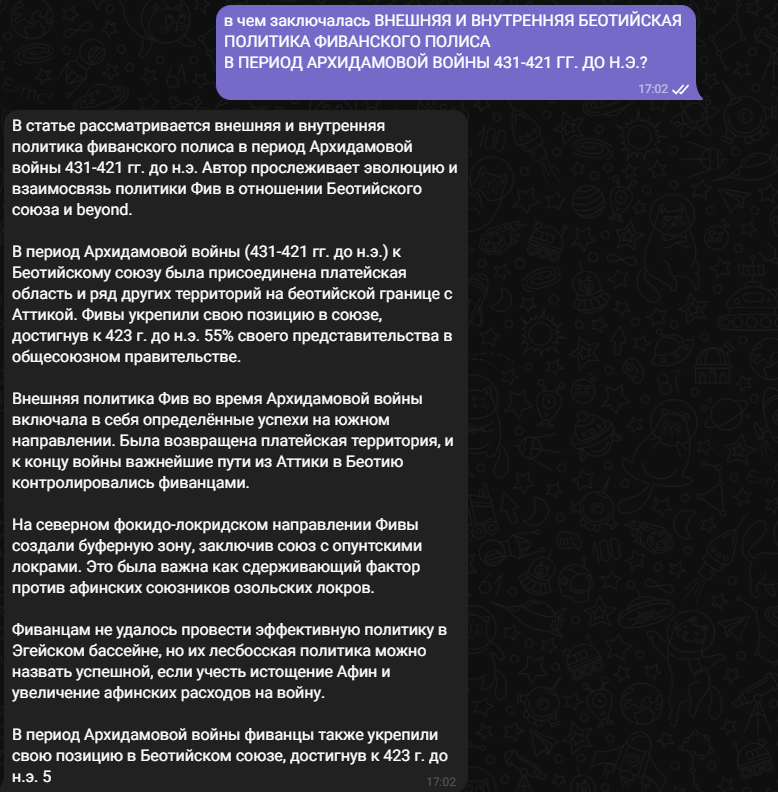 в чем заключалась ВНЕШНЯЯ И ВНУТРЕННЯЯ БЕОТИЙСКАЯ
ПОЛИТИКА ФИВАНСКОГО ПОЛИСА
В ПЕРИОД АРХИДАМОВОЙ ВОЙНЫ 431-421 ГГ. ДО Н.Э.?
17:02
В статье рассматривается внешняя и внутренняя
политика фиванского полиса в период Архидамовой
войны 431-421 гг. до н.э. Автор прослеживает эволюцию и
взаимосвязь политики Фив в отношении Беотийского
союза и beyond.
В период Архидамовой войны (431-421 гг. до н.э.) к
Беотийскому союзу была присоединена платейская
область и ряд других территорий на беотийской границе с
Аттикой. Фивы укрепили свою позицию в союзе,
достигнув к 423 г. до н.э. 55% своего представительства в
общесоюзном правительстве.
Внешняя политика Фив во время Архидамовой войны
включала в себя определённые успехи на южном
направлении. Была возвращена платейская территория, и
к концу войны важнейшие пути из Аттики в Беотию
контролировались фиванцами.
На северном фокидо-локридском направлении Фивы
создали буферную зону, заключив союз с опунтскими
локрами. Это была важна как сдерживающий фактор
против афинских союзников озольских локров.
Фиванцам не удалось провести эффективную политику в
Эгейском бассейне, но их лесбосская политика можно
назвать успешной, если учесть истощение Афин и
увеличение афинских расходов на войну.
В период Архидамовой войны фиванцы также укрепили
свою позицию в Беотийском союзе, достигнув к 423 г. до
н.э. 5
17:02